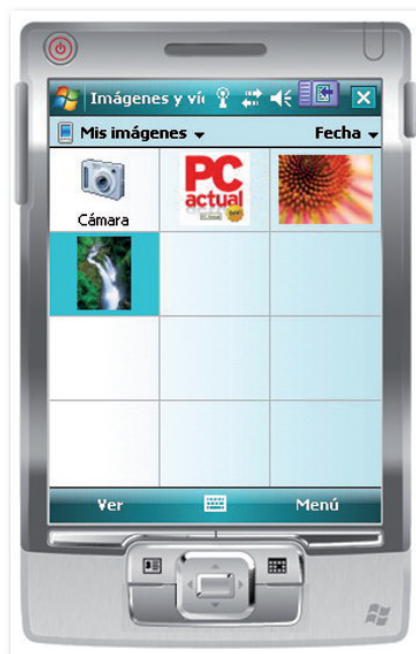 Imágenes y ví
Mis imágenes
Fecha
PC
actual
Cámara
Ver
Menú